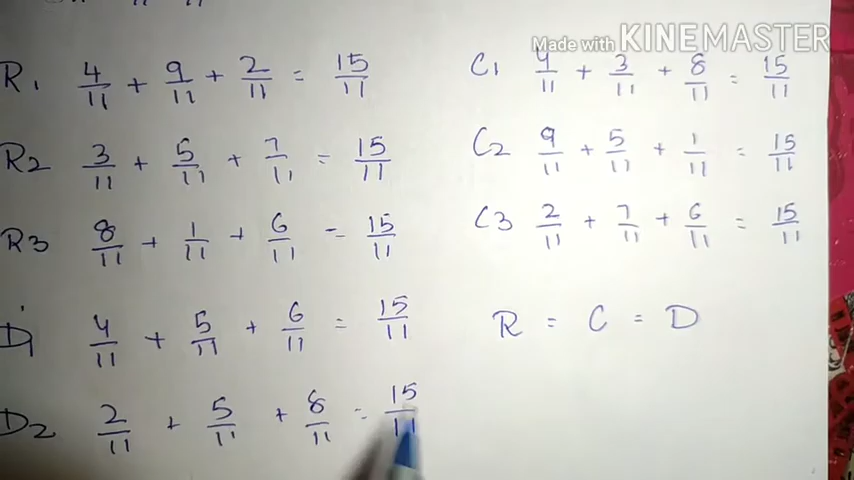 Made with KINEMASTER
R1 4/11 + 9/11 + 2/11 = 15/11
R2 3/11 + 5/11 + 7/11 = 15/11
R3 8/11 + 1/11 + 6/11 = 15/11
D1 4/11 + 5/11 + 6/11 = 15/11
D2 2/11 + 5/11 + 8/11 = 15/11
C1 4/11 + 3/11 + 8/11 = 15/11
C2 9/11 + 5/11 + 1/11 = 15/11
C3 2/11 + 7/11 + 6/11 = 15/11
R = C = D